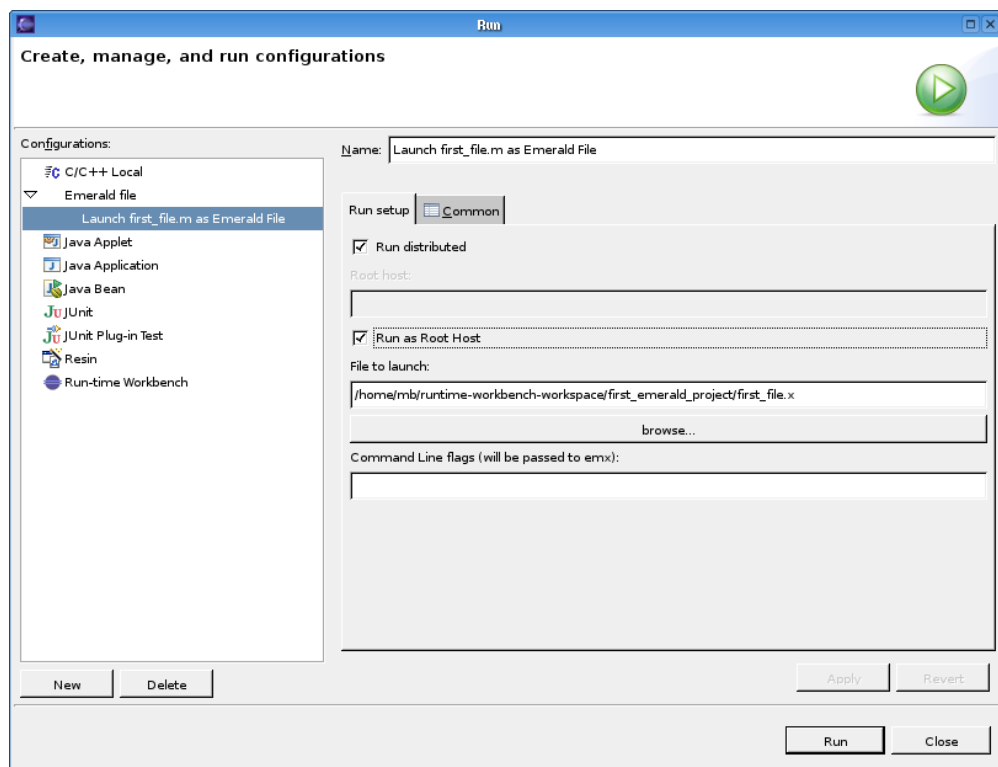 Run
Create, manage, and run configurations
Configurations:
C/C++ Local
Emerald file
Launch first_file.m as Emerald File
Java Applet
Java Application
Java Bean
JUnit
JUnit Plug-in Test
Resin
Run-time Workbench
New
Delete
Name: Launch first_file.m as Emerald File
Run setup
Common
Run distributed
Root host:
Run as Root Host
File to launch:
/home/mb/runtime-workbench-workspace/first_emerald_project/first_file.x
browse...
Command Line flags (will be passed to emx):
Apply
Revert
Run
Close